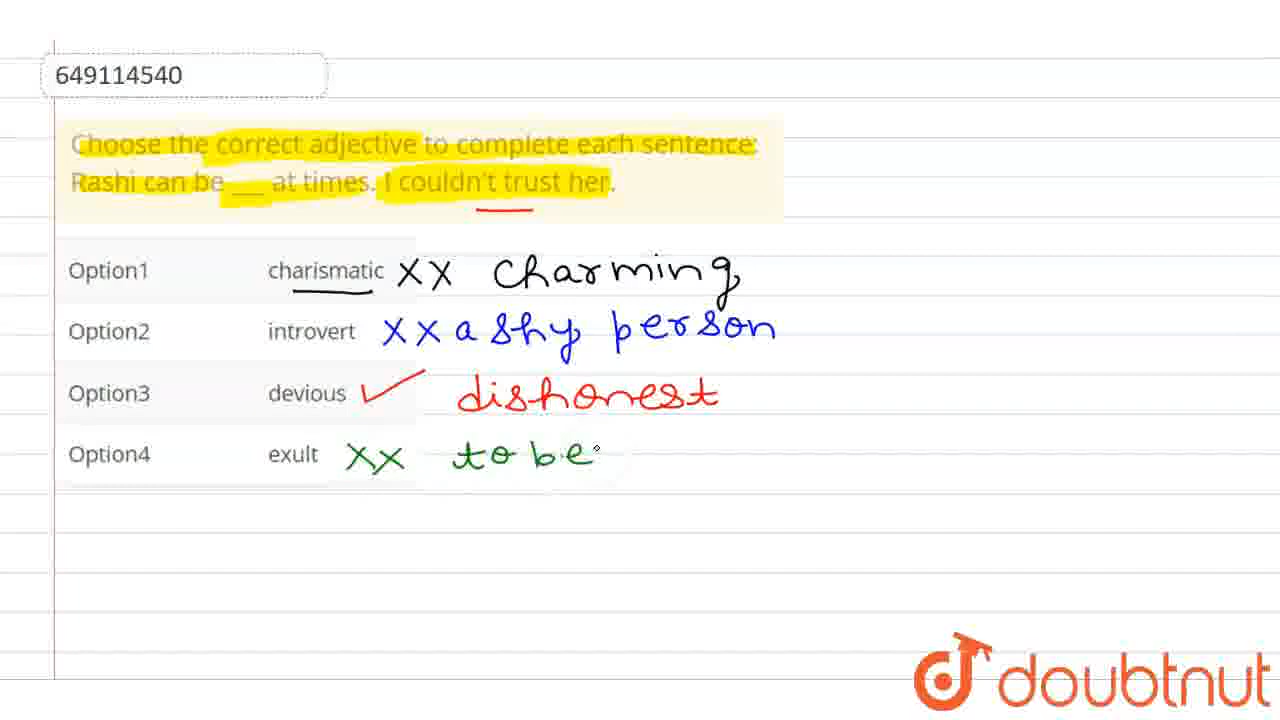 649114540
Choose the correct adjective to complete each sentence:
Rashi can be ___ at times. I couldn't trust her.
Option1 charismatic XX charming
Option2 introvert XX a shy person
Option3 devious ✓ dishonest
Option4 exult XX to be
doubtnut